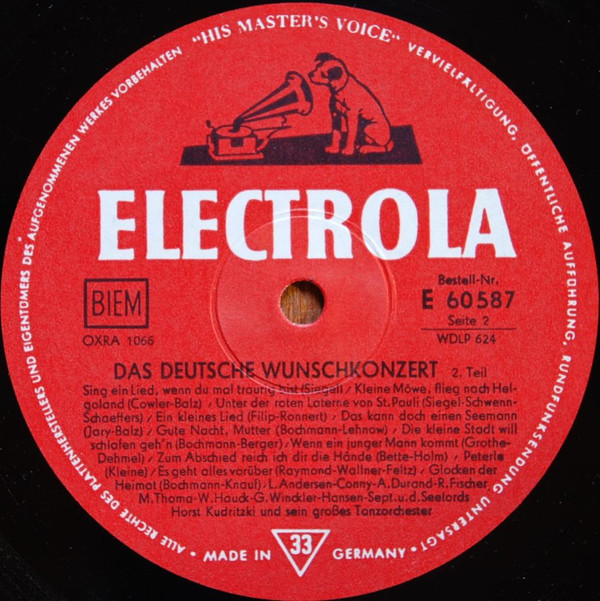 "HIS MASTER'S VOICE"
VERVIELFÄLTIGUNG, ÖFFENTLICHE AUFFÜHRUNG, RUNDFUNKSENDUNG UNTERSAGT •
ALLE RECHTE DES PLATTENHERSTELLERS UND EIGENTÜMERS DES AUFGENOMMENEN WERKES VORBEHALTEN
ELECTROLA
BIEM
OXRA 1066
Bestell-Nr.
E 60587
Seite 2
WDLP 624
DAS DEUTSCHE WUNSCHKONZERT 2. Teil
Sing ein Lied, wenn du mal traurig bist (Siegel) / Kleine Möwe, flieg nach Hel-
goland (Cowler-Balz) / Unter der roten Laterne von St. Pauli (Siegel-Schwenn-
Schaeffers) / Ein kleines Lied (Filip-Ronnert) / Das kann doch einen Seemann
(Jary-Balz) / Gute Nacht, Mutter (Bochmann-Lehnow) / Die kleine Stadt will
schlafen geh'n (Bochmann-Berger) / Wenn ein junger Mann kommt (Grothe-
Dehmel) / Zum Abschied reich ich dir die Hände (Bette-Holm) / Peterle
(Kleine) / Es geht alles vorüber (Raymond-Wallner-Feltz) / Glocken der
Heimat (Bochmann-Knauf) / L. Andersen-Conny-A. Durand-R. Fischer
M. Thoma-W. Hauck-G. Winckler-Hansen-Sept. u. d. Seelords
Horst Kudritzki und sein großes Tanzorchester
• MADE IN 33 GERMANY •